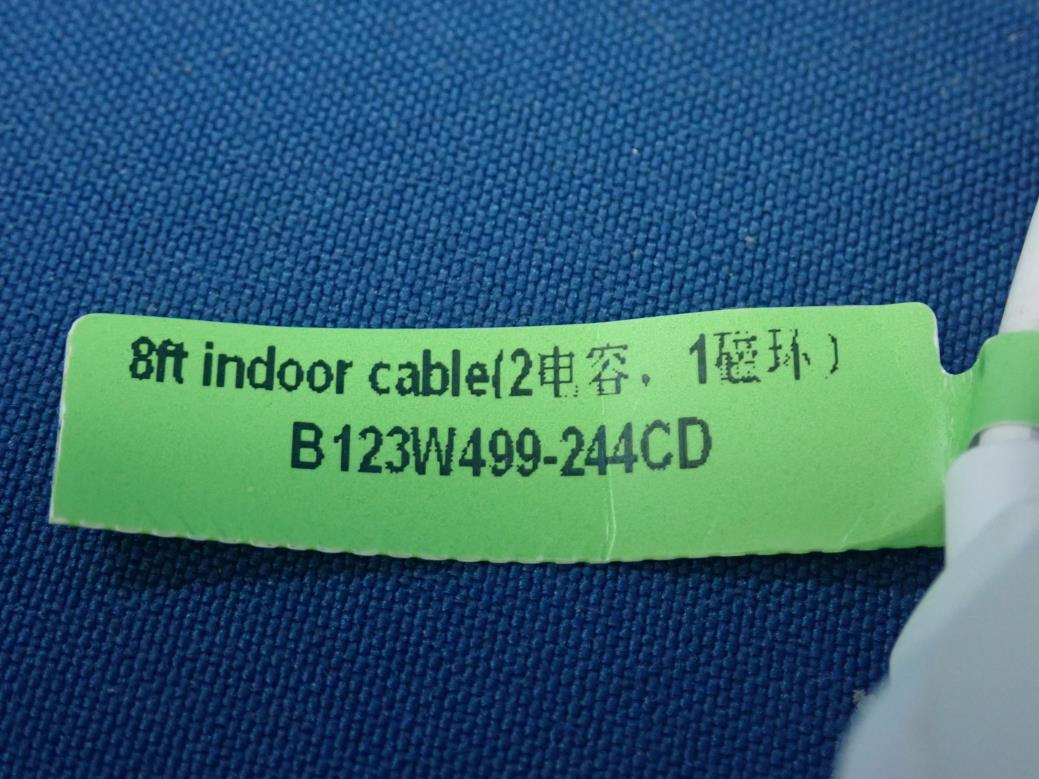 8ft indoor cable(2电容，1磁环）
B123W499-244CD